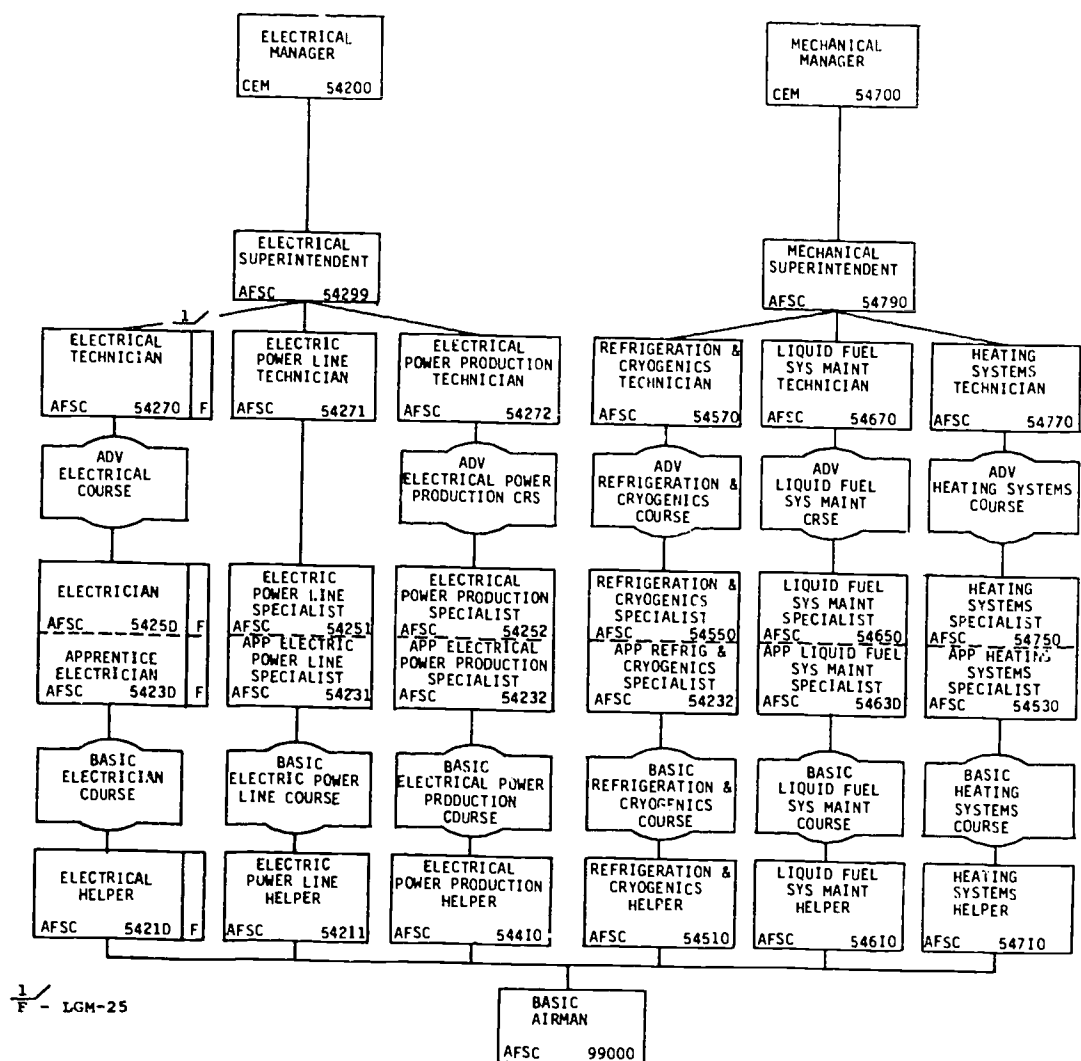 ELECTRICAL
MANAGER
CEM 54200
MECHANICAL
MANAGER
CEM 54700
ELECTRICAL
SUPERINTENDENT
AFSC 54299
MECHANICAL
SUPERINTENDENT
AFSC 54790
1/
ELECTRICAL
TECHNICIAN
AFSC 54270 F
ELECTRIC
POWER LINE
TECHNICIAN
AFSC 54271
ELECTRICAL
POWER PRODUCTION
TECHNICIAN
AFSC 54272
REFRIGERATION &
CRYOGENICS
TECHNICIAN
AFSC 54570
LIQUID FUEL
SYS MAINT
TECHNICIAN
AFSC 54670
HEATING
SYSTEMS
TECHNICIAN
AFSC 54770
ADV
ELECTRICAL
COURSE
ADV
ELECTRICAL POWER
PRODUCTION CRS
ADV
REFRIGERATION &
CRYOGENICS
COURSE
ADV
LIQUID FUEL
SYS MAINT
CRSE
ADV
HEATING SYSTEMS
COURSE
ELECTRICIAN
AFSC 5425D F
APPRENTICE
ELECTRICIAN
AFSC 5423D F
ELECTRIC
POWER LINE
SPECIALIST
AFSC 54251
APP ELECTRIC
POWER LINE
SPECIALIST
AFSC 54231
ELECTRICAL
POWER PRODUCTION
SPECIALIST
AFSC 54252
APP ELECTRICAL
POWER PRODUCTION
SPECIALIST
AFSC 54232
REFRIGERATION &
CRYOGENICS
SPECIALIST
AFSC 54550
APP REFRIG &
CRYOGENICS
SPECIALIST
AFSC 54232
LIQUID FUEL
SYS MAINT
SPECIALIST
AFSC 54650
APP LIQUID FUEL
SYS MAINT
SPECIALIST
AFSC 5463D
HEATING
SYSTEMS
SPECIALIST
AFSC 54750
APP HEATING
SYSTEMS
SPECIALIST
AFSC 54530
BASIC
ELECTRICIAN
CDURSE
BASIC
ELECTRIC POWER
LINE COURSE
BASIC
ELECTRICAL POWER
PRODUCTION
CDURSE
BASIC
REFRIGERATION &
CRYOGENICS
COURSE
BASIC
LIQUID FUEL
SYS MAINT
COURSE
BASIC
HEATING
SYSTEMS
COURSE
ELECTRICAL
HELPER
AFSC 5421D F
ELECTRIC
POWER LINE
HELPER
AFSC 54211
ELECTRICAL
POWER PRODUCTION
HELPER
AFSC 54410
REFRIGERATION &
CRYOGENICS
HELPER
AFSC 54510
LIQUID FUEL
SYS MAINT
HELPER
AFSC 54610
HEATING
SYSTEMS
HELPER
AFSC 54710
1/
F - LGM-25
BASIC
AIRMAN
AFSC 99000